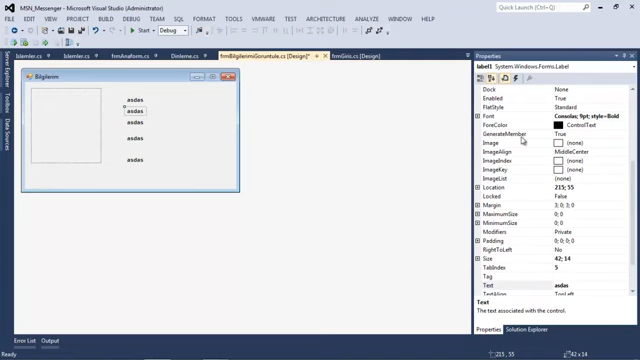 MSN_Messenger - Microsoft Visual Studio
Quick Launch (Ctrl+Q)
FILE EDIT VIEW PROJECT BUILD DEBUG TEAM SQL FORMAT TOOLS TEST ARCHITECTURE ANALYZE WINDOW HELP
Start Debug
Islemler.cs Islemler.cs frmAnaform.cs Dinleme.cs frmBilgilerimiGoruntule.cs [Design]* frmGiris.cs [Design]
Server Explorer
Toolbox
Data Sources
Bilgilerim
asdas
asdas
asdas
asdas
asdas
Properties
label1 System.Windows.Forms.Label
Dock None
Enabled True
FlatStyle Standard
Font Consolas; 9pt; style=Bold
ForeColor ControlText
GenerateMember True
Image (none)
ImageAlign MiddleCenter
ImageIndex (none)
ImageKey (none)
ImageList (none)
Location 215; 55
Locked False
Margin 3; 0; 3; 0
MaximumSize 0; 0
MinimumSize 0; 0
Modifiers Private
Padding 0; 0; 0; 0
RightToLeft No
Size 42; 14
TabIndex 5
Tag
Text asdas
TextAlign TopLeft
Text
The text associated with the control.
Properties Solution Explorer
Error List Output
Ready 215 , 55 42 x 14